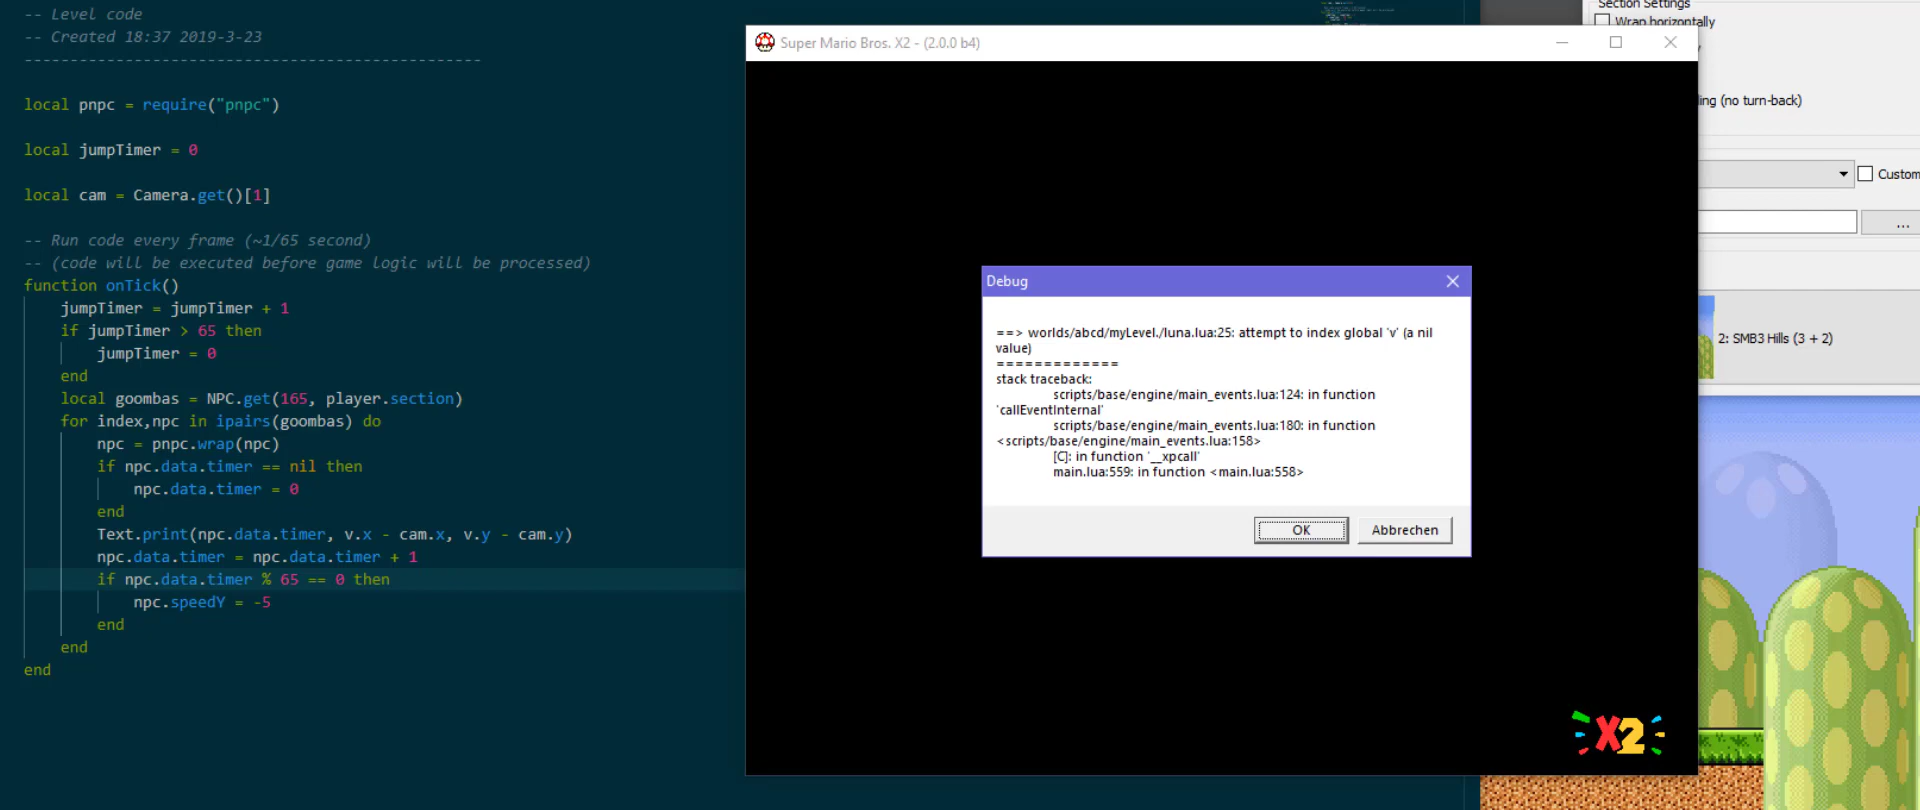 -- Level code
-- Created 18:37 2019-3-23
--------------------------------------------------
local pnpc = require("pnpc")
local jumpTimer = 0
local cam = Camera.get()[1]
-- Run code every frame (~1/65 second)
-- (code will be executed before game logic will be processed)
function onTick()
jumpTimer = jumpTimer + 1
if jumpTimer > 65 then
jumpTimer = 0
end
local goombas = NPC.get(165, player.section)
for index,npc in ipairs(goombas) do
npc = pnpc.wrap(npc)
if npc.data.timer == nil then
npc.data.timer = 0
end
Text.print(npc.data.timer, v.x - cam.x, v.y - cam.y)
npc.data.timer = npc.data.timer + 1
if npc.data.timer % 65 == 0 then
npc.speedY = -5
end
end
end
Super Mario Bros. X2 - (2.0.0 b4)
Debug
==> worlds/abcd/myLevel./luna.lua:25: attempt to index global 'v' (a nil
value)
=============
stack traceback:
scripts/base/engine/main_events.lua:124: in function
'callEventInternal'
scripts/base/engine/main_events.lua:180: in function
<scripts/base/engine/main_events.lua:158>
[C]: in function '__xpcall'
main.lua:559: in function <main.lua:558>
OK
Abbrechen
X2
Section Settings
Wrap horizontally
(no turn-back)
Custom
...
2: SMB3 Hills (3 + 2)